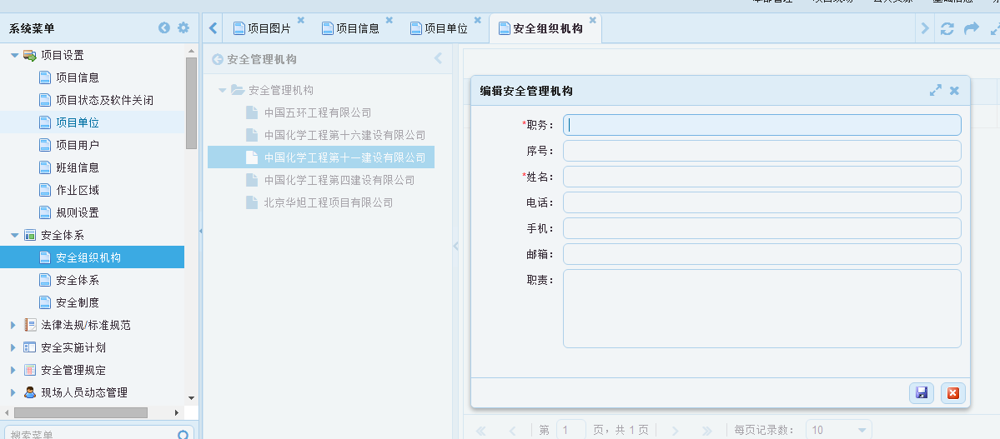 系统菜单
项目图片
项目信息
项目单位
安全组织机构
项目设置
项目信息
项目状态及软件关闭
项目单位
项目用户
班组信息
作业区域
规则设置
安全体系
安全组织机构
安全体系
安全制度
法律法规/标准规范
安全实施计划
安全管理规定
现场人员动态管理
搜索菜单
安全管理机构
安全管理机构
中国五环工程有限公司
中国化学工程第十六建设有限公司
中国化学工程第十一建设有限公司
中国化学工程第四建设有限公司
北京华旭工程项目有限公司
编辑安全管理机构
*职务：
序号：
*姓名：
电话：
手机：
邮箱：
职责：
第 1 页，共 1 页
每页记录数： 10